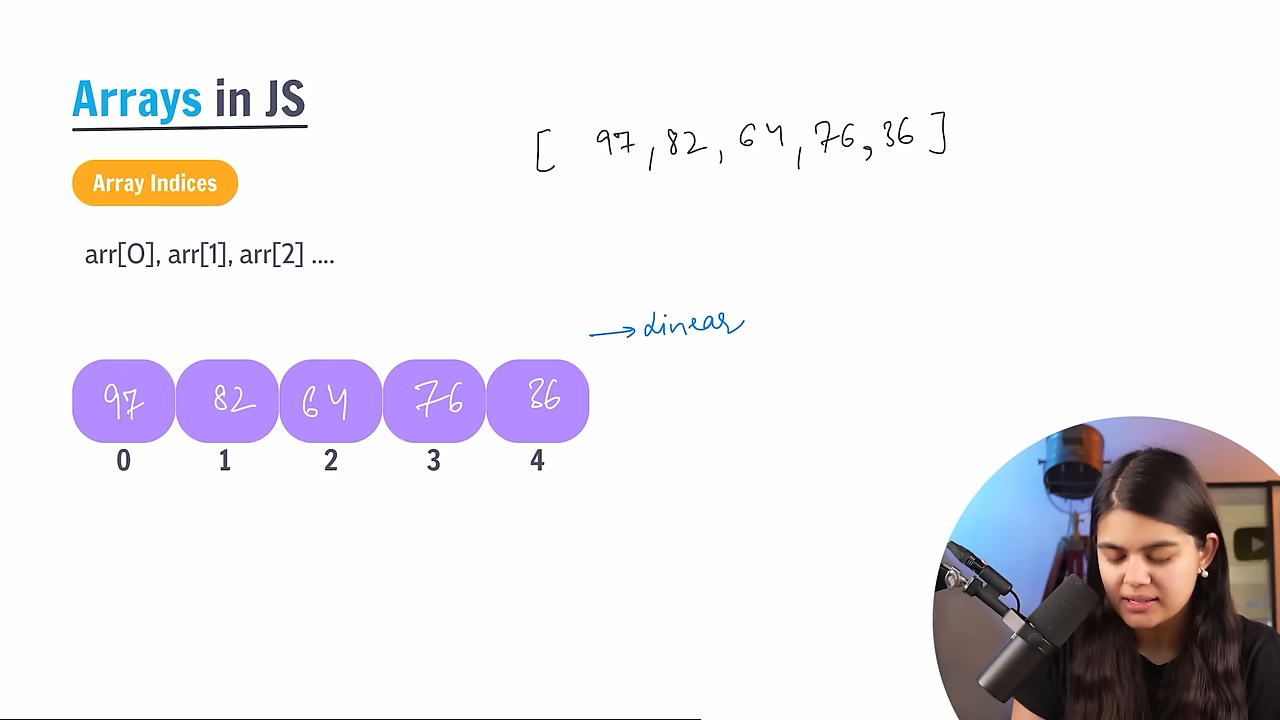 Arrays in JS
[ 97, 82, 64, 76, 36 ]
Array Indices
arr[0], arr[1], arr[2] ....
→ Linear
97 82 64 76 36
0 1 2 3 4